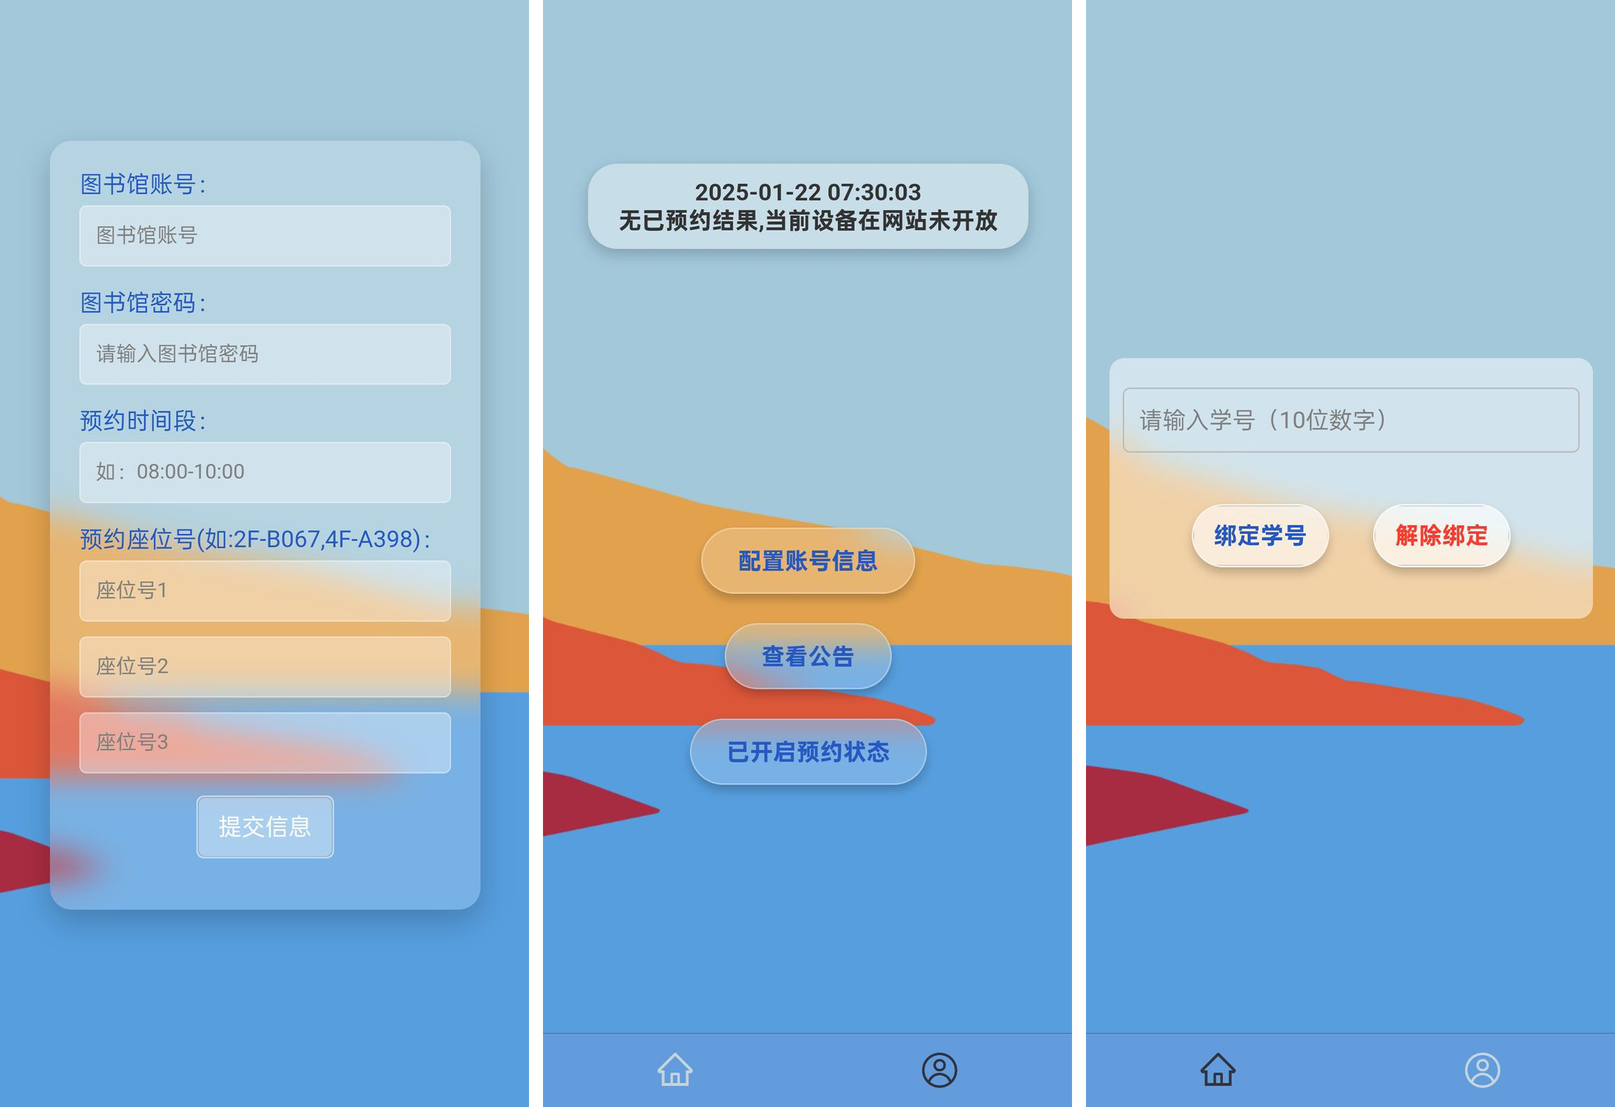 图书馆账号：
图书馆账号
图书馆密码：
请输入图书馆密码
预约时间段：
如：08:00-10:00
预约座位号(如:2F-B067,4F-A398)：
座位号1
座位号2
座位号3
提交信息
2025-01-22 07:30:03
无已预约结果,当前设备在网站未开放
配置账号信息
查看公告
已开启预约状态
请输入学号（10位数字）
绑定学号
解除绑定